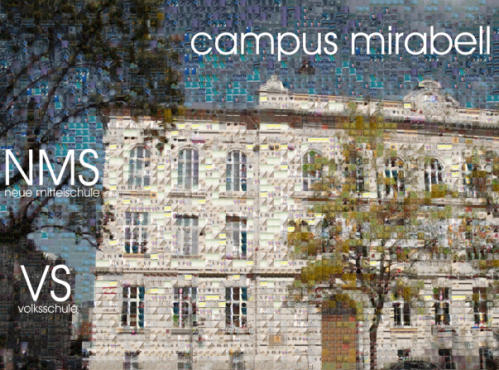 campus mirabell
NMS
neue mittelschule
VS
volksschule